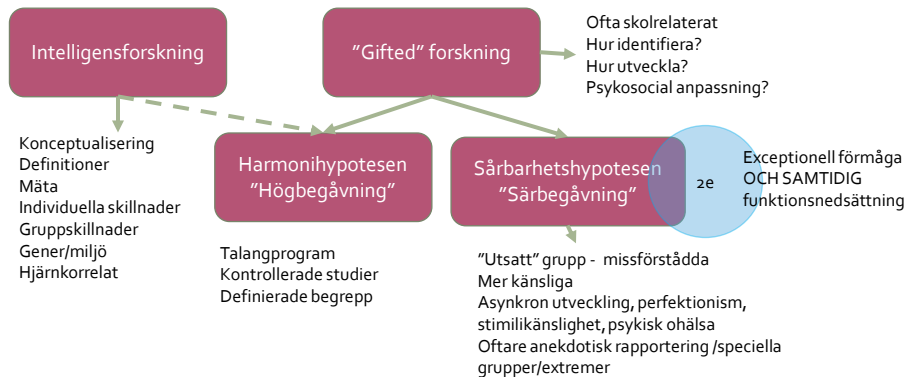 Intelligensforskning
"Gifted" forskning
Ofta skolrelaterat
Hur identifiera?
Hur utveckla?
Psykosocial anpassning?
Konceptualisering
Definitioner
Mäta
Individuella skillnader
Gruppskillnader
Gener/miljö
Hjärnkorrelat
Harmonihypotesen
"Högbegåvning"
Talangprogram
Kontrollerade studier
Definierade begrepp
Sårbarhetshypotesen
"Särbegåvning"
2e
Exceptionell förmåga
OCH SAMTIDIG
funktionsnedsättning
"Utsatt" grupp - missförstådda
Mer känsliga
Asynkron utveckling, perfektionism,
stimilikänslighet, psykisk ohälsa
Oftare anekdotisk rapportering /speciella
grupper/extremer